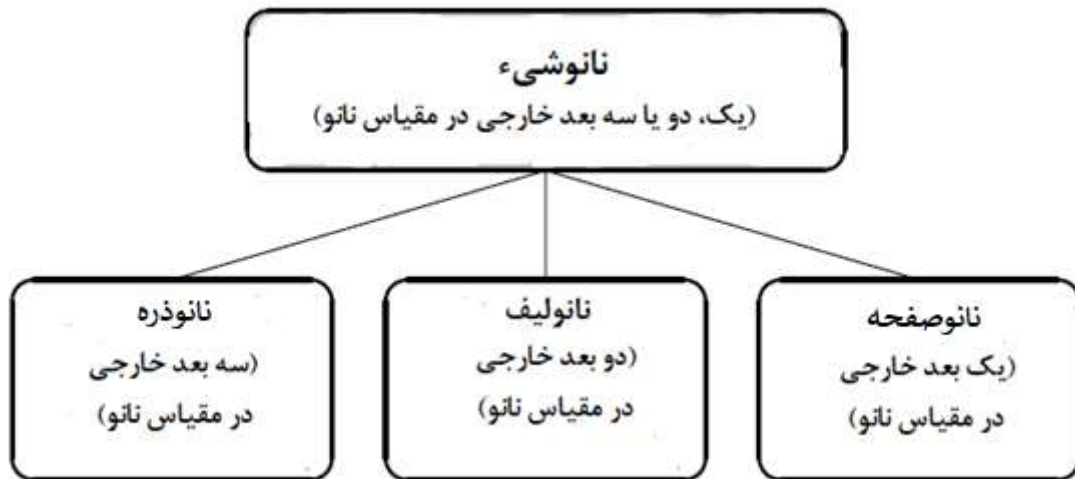 نانوشیء
(یک، دو یا سه بعد خارجی در مقیاس نانو)
نانوصفحه
(یک بعد خارجی
در مقیاس نانو)
نانولیف
(دو بعد خارجی
در مقیاس نانو)
نانوذره
(سه بعد خارجی
در مقیاس نانو)